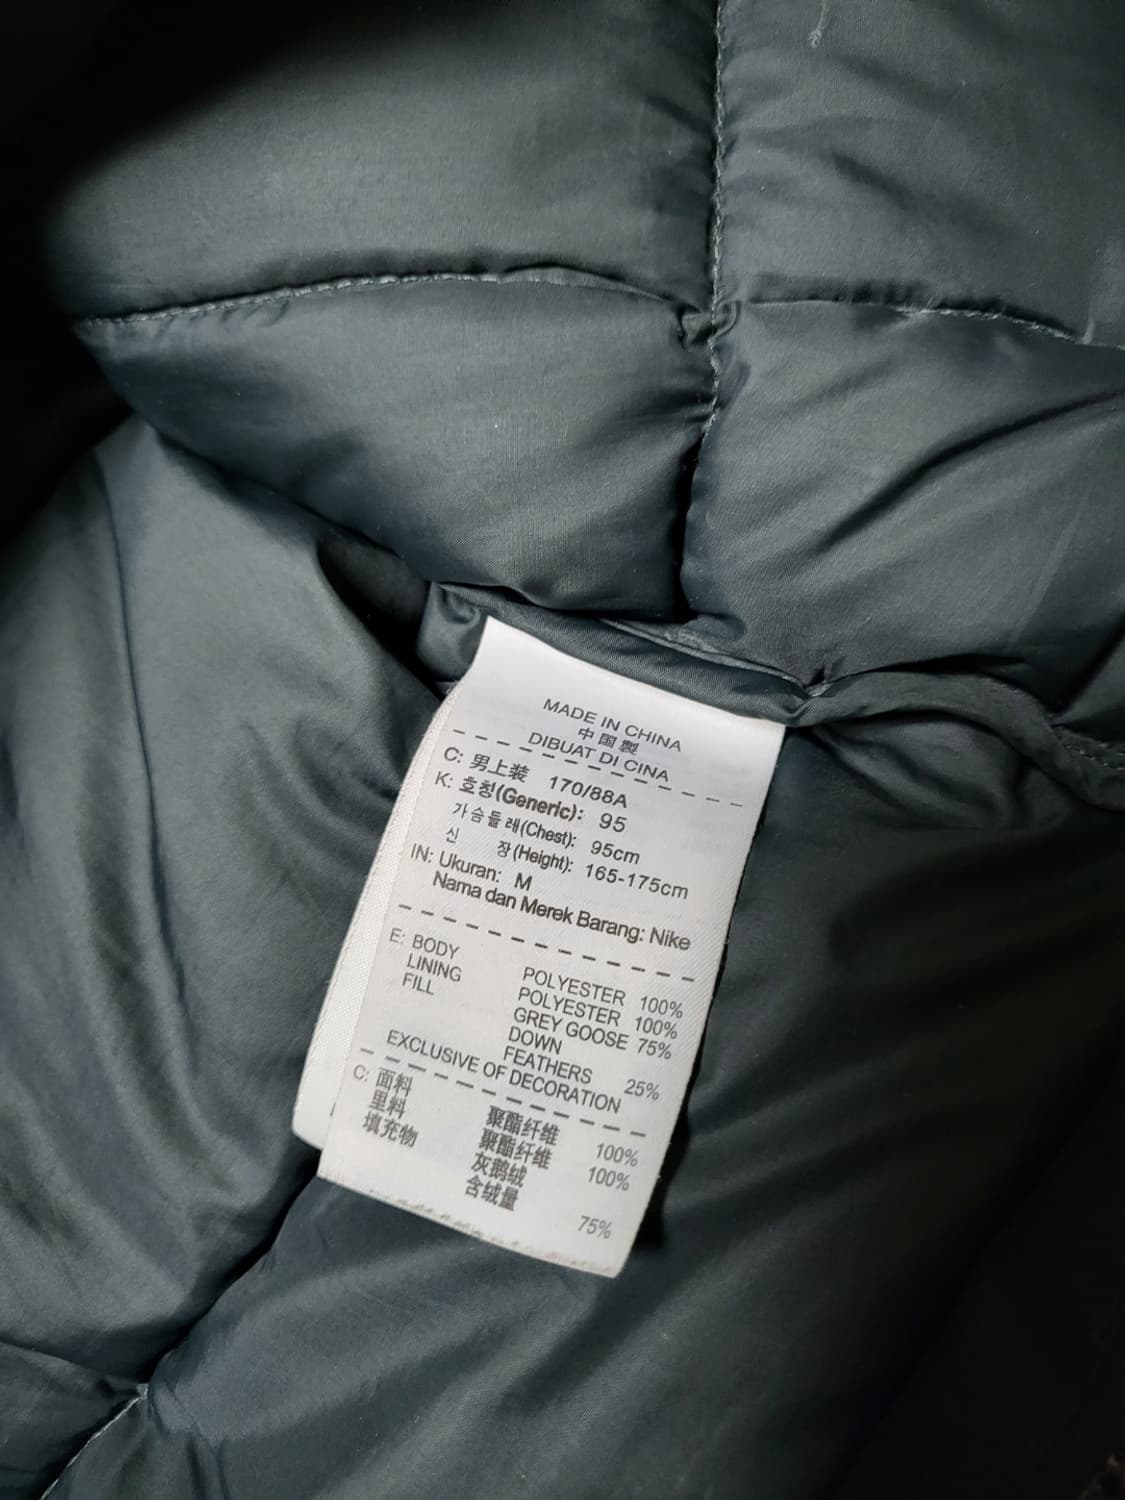 MADE IN CHINA
中国製
DIBUAT DI CINA
C: 男上装 170/88A
K: 호칭(Generic): 95
가슴둘레(Chest): 95cm
신 장(Height): 165-175cm
IN: Ukuran: M
Nama dan Merek Barang: Nike
E: BODY POLYESTER 100%
LINING POLYESTER 100%
FILL GREY GOOSE 75%
DOWN
FEATHERS 25%
EXCLUSIVE OF DECORATION
C: 面料 聚酯纤维 100%
里料 聚酯纤维 100%
填充物 灰鹅绒
含绒量 75%